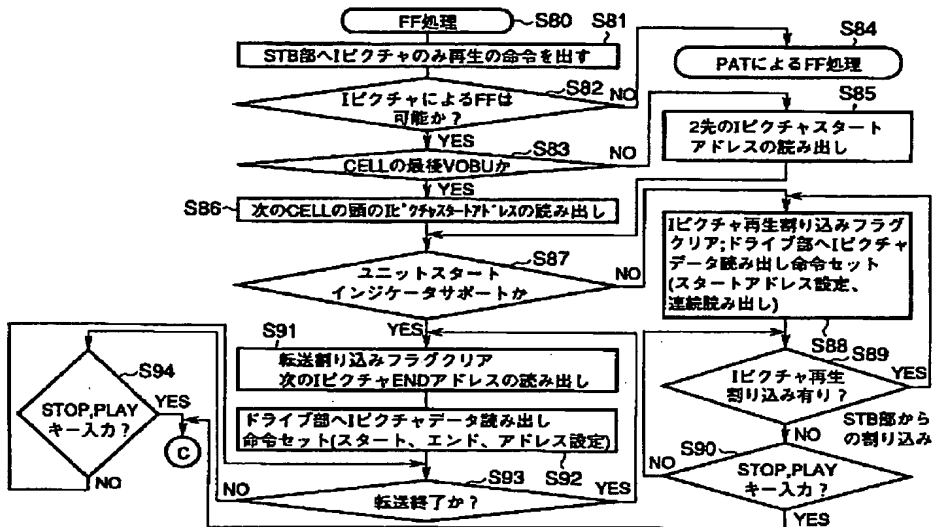 FF処理
S80
S81
STB部へIピクチャのみ再生の命令を出す
S82
IピクチャによるFFは
可能か？
NO
YES
S84
PATによるFF処理
S83
CELLの最後VOBUか
NO
YES
S85
2先のIピクチャスタート
アドレスの読み出し
S86
次のCELLの頭のIピクチャスタートアドレスの読み出し
S87
ユニットスタート
インジケータサポートか
NO
YES
Iピクチャ再生割り込みフラグ
クリア;ドライブ部へIピクチャ
データ読み出し命令セット
(スタートアドレス設定、
連続読み出し)
S88
S89
Iピクチャ再生
割り込み有り？
YES
NO
STB部から
の割り込み
S90
STOP,PLAY
キー入力？
NO
YES
S91
転送割り込みフラグクリア
次のIピクチャENDアドレスの読み出し
ドライブ部へIピクチャデータ読み出し
命令セット(スタート、エンド、アドレス設定)
S92
S93
転送終了か？
NO
YES
S94
STOP,PLAY
キー入力？
YES
NO
C